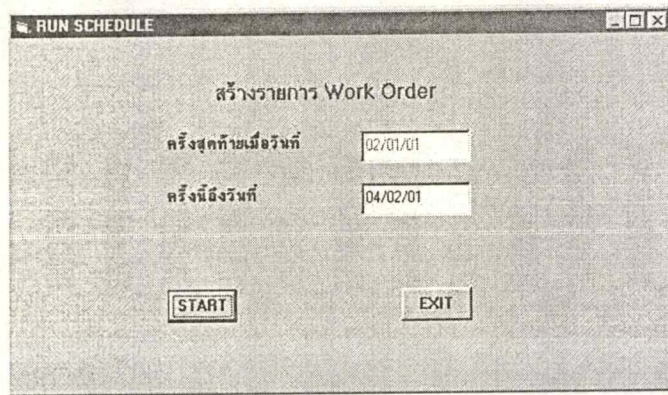 RUN SCHEDULE
สร้างรายการ Work Order
ครั้งสุดท้ายเมื่อวันที่ 02/01/01
ครั้งนี้ถึงวันที่ 04/02/01
START EXIT